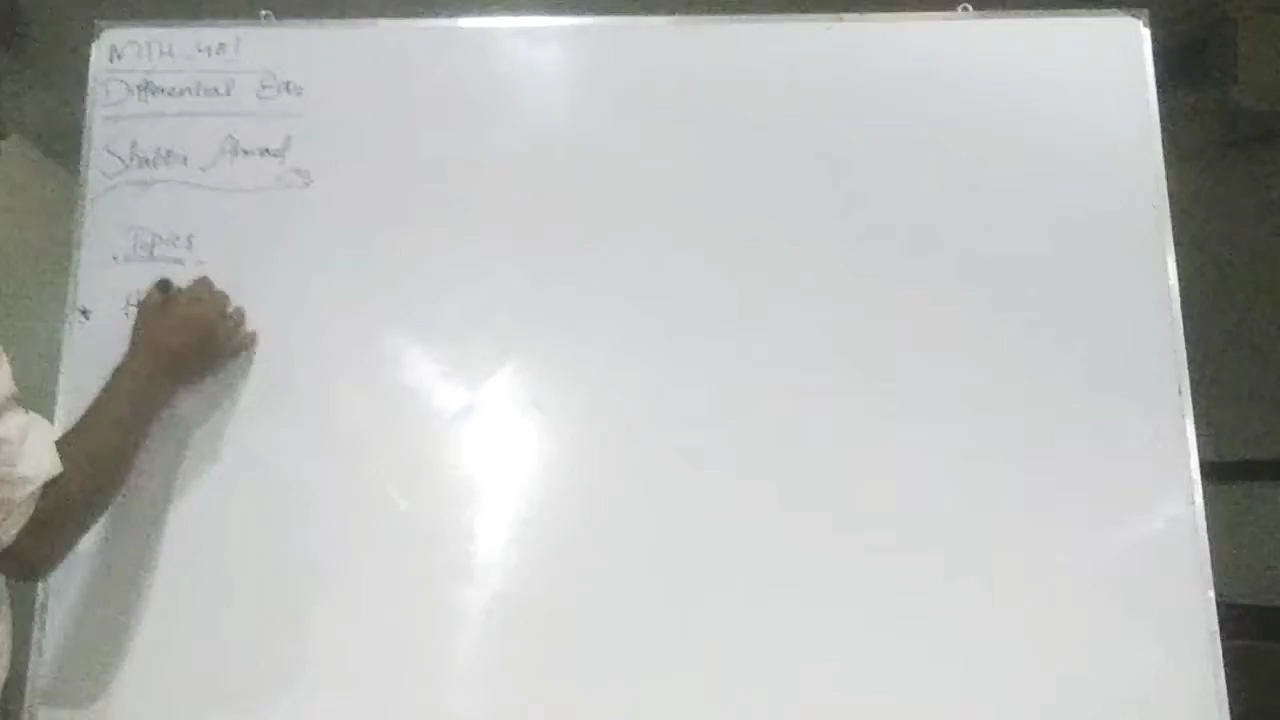 MTH-401
Differential Eqs
Shabbir Ahmad
Topics
* H